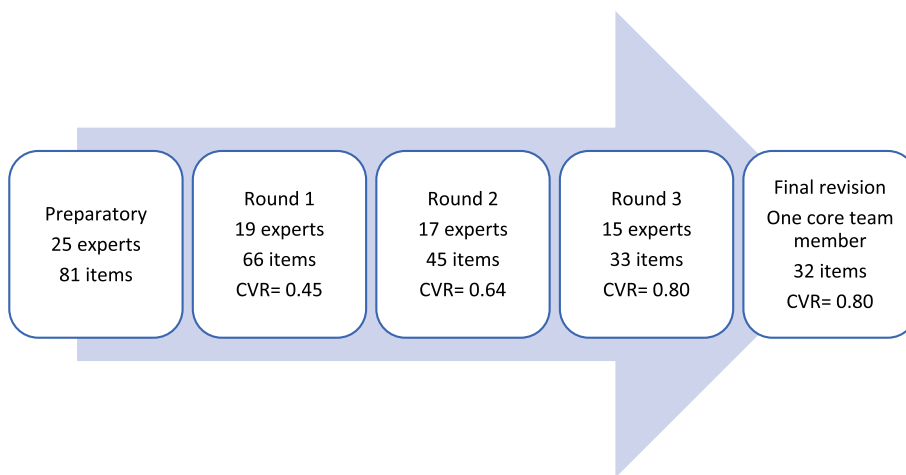 Preparatory
25 experts
81 items
Round 1
19 experts
66 items
CVR= 0.45
Round 2
17 experts
45 items
CVR= 0.64
Round 3
15 experts
33 items
CVR= 0.80
Final revision
One core team
member
32 items
CVR= 0.80